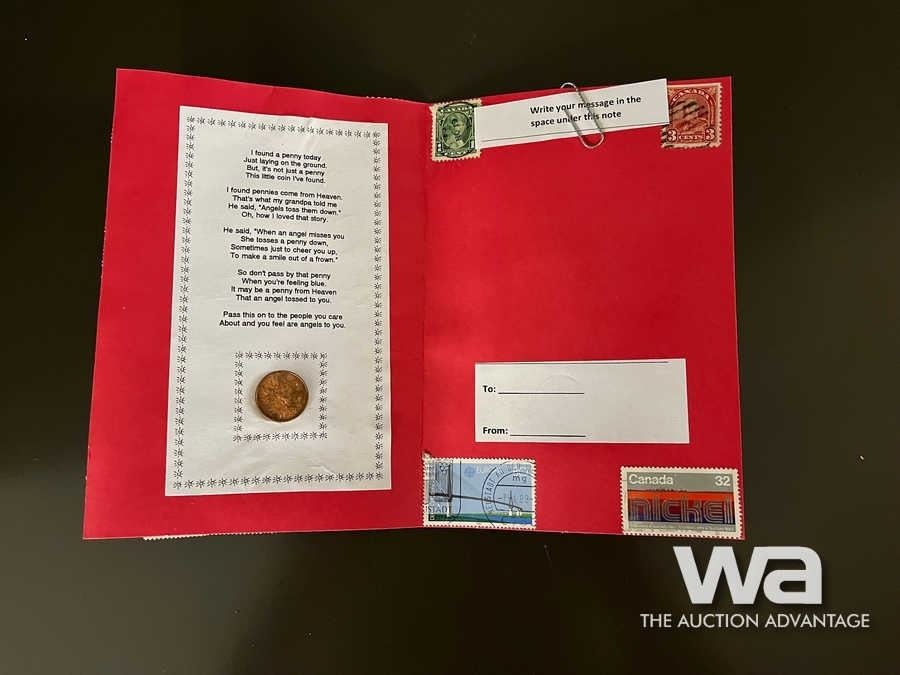 I found a penny today
Just laying on the ground.
But, it's not just a penny
This little coin I've found.
I found pennies come from Heaven.
That's what my grandpa told me
He said, "Angels toss them down."
Oh, how I loved that story.
He said, "When an angel misses you
She tosses a penny down,
Sometimes just to cheer you up,
To make a smile out of a frown."
So don't pass by that penny
When you're feeling blue.
It may be a penny from Heaven
That an angel tossed to you.
Pass this on to the people you care
About and you feel are angels to you.
CANADA
Write your message in the
space under this note
CANADA
3 CENTS 3
To:
From:
EUROPA
mg
STADT
Canada 32
nickel
wa
THE AUCTION ADVANTAGE